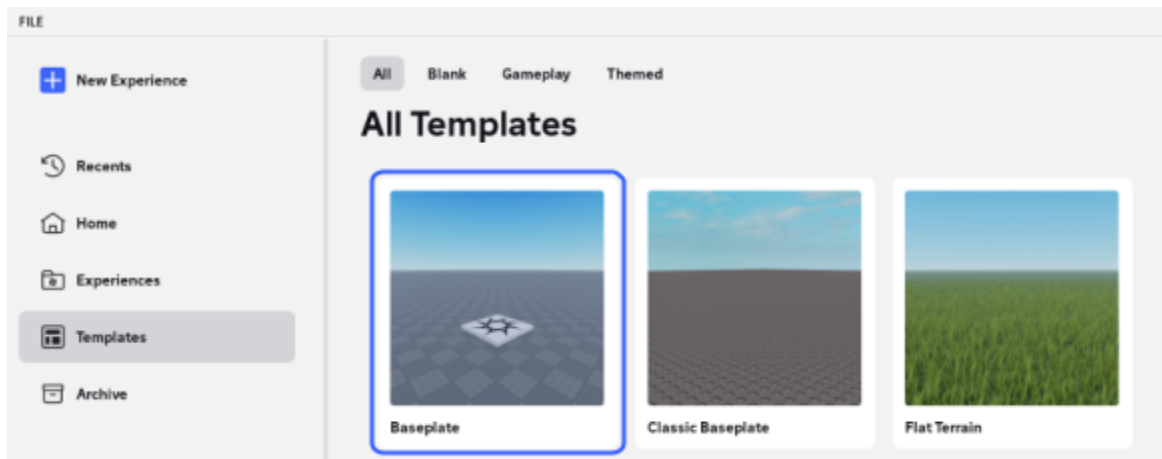 FILE
New Experience
Recents
Home
Experiences
Templates
Archive
All Blank Gameplay Themed
All Templates
Baseplate
Classic Baseplate
Flat Terrain